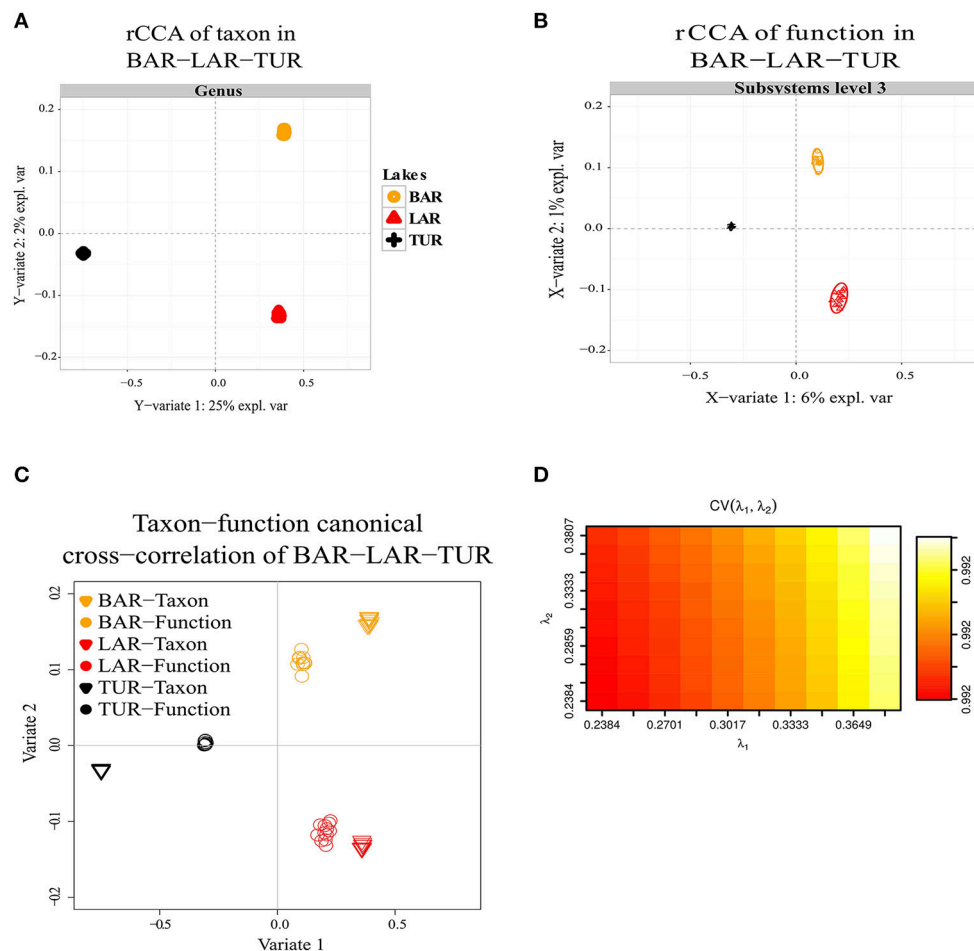 A
rCCA of taxon in
BAR−LAR−TUR
Genus
0.2
0.1
0.0
−0.1
−0.2
Y−variate 2: 2% expl. var
−0.5
0.0
0.5
Y−variate 1: 25% expl. var
Lakes
BAR
LAR
TUR
B
rCCA of function in
BAR−LAR−TUR
Subsystems level 3
0.2
0.1
0.0
−0.1
−0.2
X−variate 2: 1% expl. var
−0.5
0.0
0.5
X−variate 1: 6% expl. var
C
Taxon−function canonical
cross−correlation of BAR−LAR−TUR
BAR−Taxon
BAR−Function
LAR−Taxon
LAR−Function
TUR−Taxon
TUR−Function
0.2
0.1
0.0
−0.1
−0.2
Variate 2
−0.5
0.0
0.5
Variate 1
D
CV(λ₁, λ₂)
0.3807
0.3333
0.2859
0.2384
λ₂
0.2384
0.2701
0.3017
0.3333
0.3649
λ₁
0.992
0.992
0.992